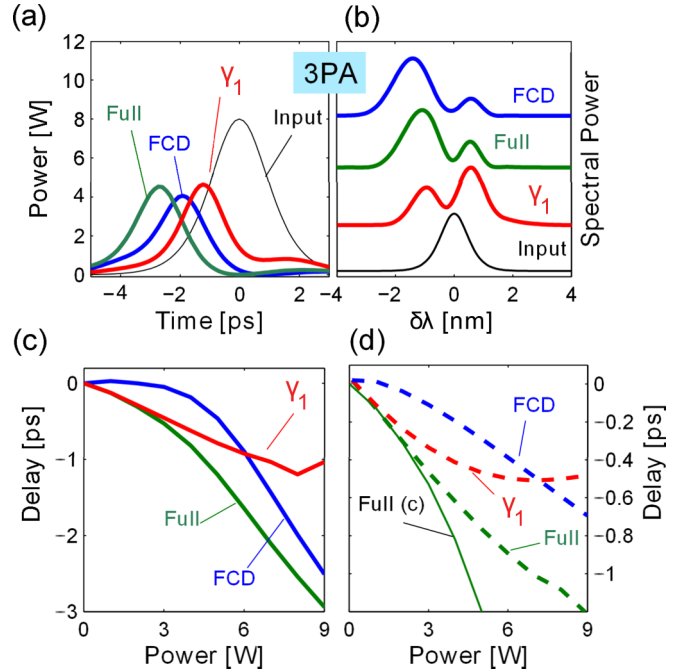 (a)
(b)
Power [W]
12
10
8
6
4
2
0
3PA
γ1
Full
FCD
Input
−4
−2
0
2
−4
Time [ps]
FCD
Full
γ1
Input
Spectral Power
−2
0
2
4
δλ [nm]
(c)
(d)
Delay [ps]
0
−1
−2
−3
γ1
Full
FCD
0
3
6
9
Power [W]
FCD
γ1
Full (c)
Full
0
−0.2
−0.4
−0.6
−0.8
−1
Delay [ps]
0
3
6
9
Power [W]